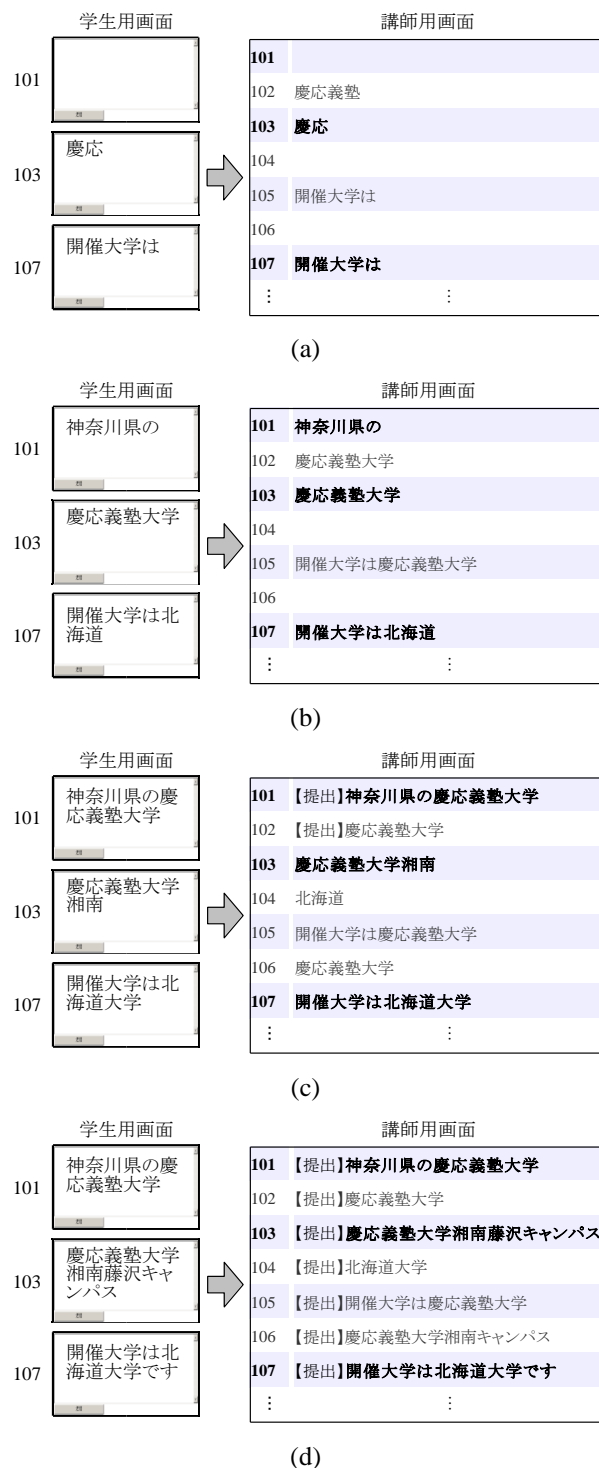 学生用画面
講師用画面
101
103
慶応
107
開催大学は
101
102 慶応義塾
103 慶応
104
105 開催大学は
106
107 開催大学は
⋮ ⋮
(a)
学生用画面
講師用画面
101
神奈川県の
103
慶応義塾大学
107
開催大学は北
海道
101 神奈川県の
102 慶応義塾大学
103 慶応義塾大学
104
105 開催大学は慶応義塾大学
106
107 開催大学は北海道
⋮ ⋮
(b)
学生用画面
講師用画面
101
神奈川県の慶
応義塾大学
103
慶応義塾大学
湘南
107
開催大学は北
海道大学
101 【提出】神奈川県の慶応義塾大学
102 【提出】慶応義塾大学
103 慶応義塾大学湘南
104 北海道
105 開催大学は慶応義塾大学
106 慶応義塾大学
107 開催大学は北海道大学
⋮ ⋮
(c)
学生用画面
講師用画面
101
神奈川県の慶
応義塾大学
103
慶応義塾大学
湘南藤沢キャ
ンパス
107
開催大学は北
海道大学です
101 【提出】神奈川県の慶応義塾大学
102 【提出】慶応義塾大学
103 【提出】慶応義塾大学湘南藤沢キャンパス
104 【提出】北海道大学
105 【提出】開催大学は慶応義塾大学
106 【提出】慶応義塾大学湘南キャンパス
107 【提出】開催大学は北海道大学です
⋮ ⋮
(d)